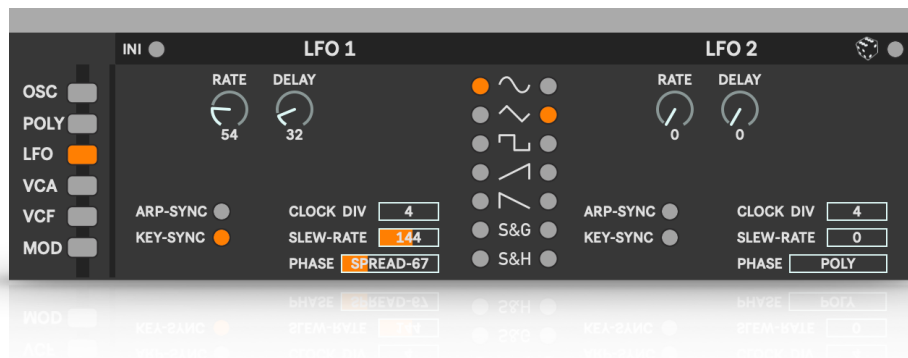 INI LFO 1 LFO 2
RATE DELAY RATE DELAY
OSC
POLY
54 32 0 0
LFO
VCA
ARP-SYNC CLOCK DIV 4 ARP-SYNC CLOCK DIV 4
VCF
S&G
KEY-SYNC SLEW-RATE 144 KEY-SYNC SLEW-RATE 0
MOD
PHASE SPREAD-67 S&H PHASE POLY